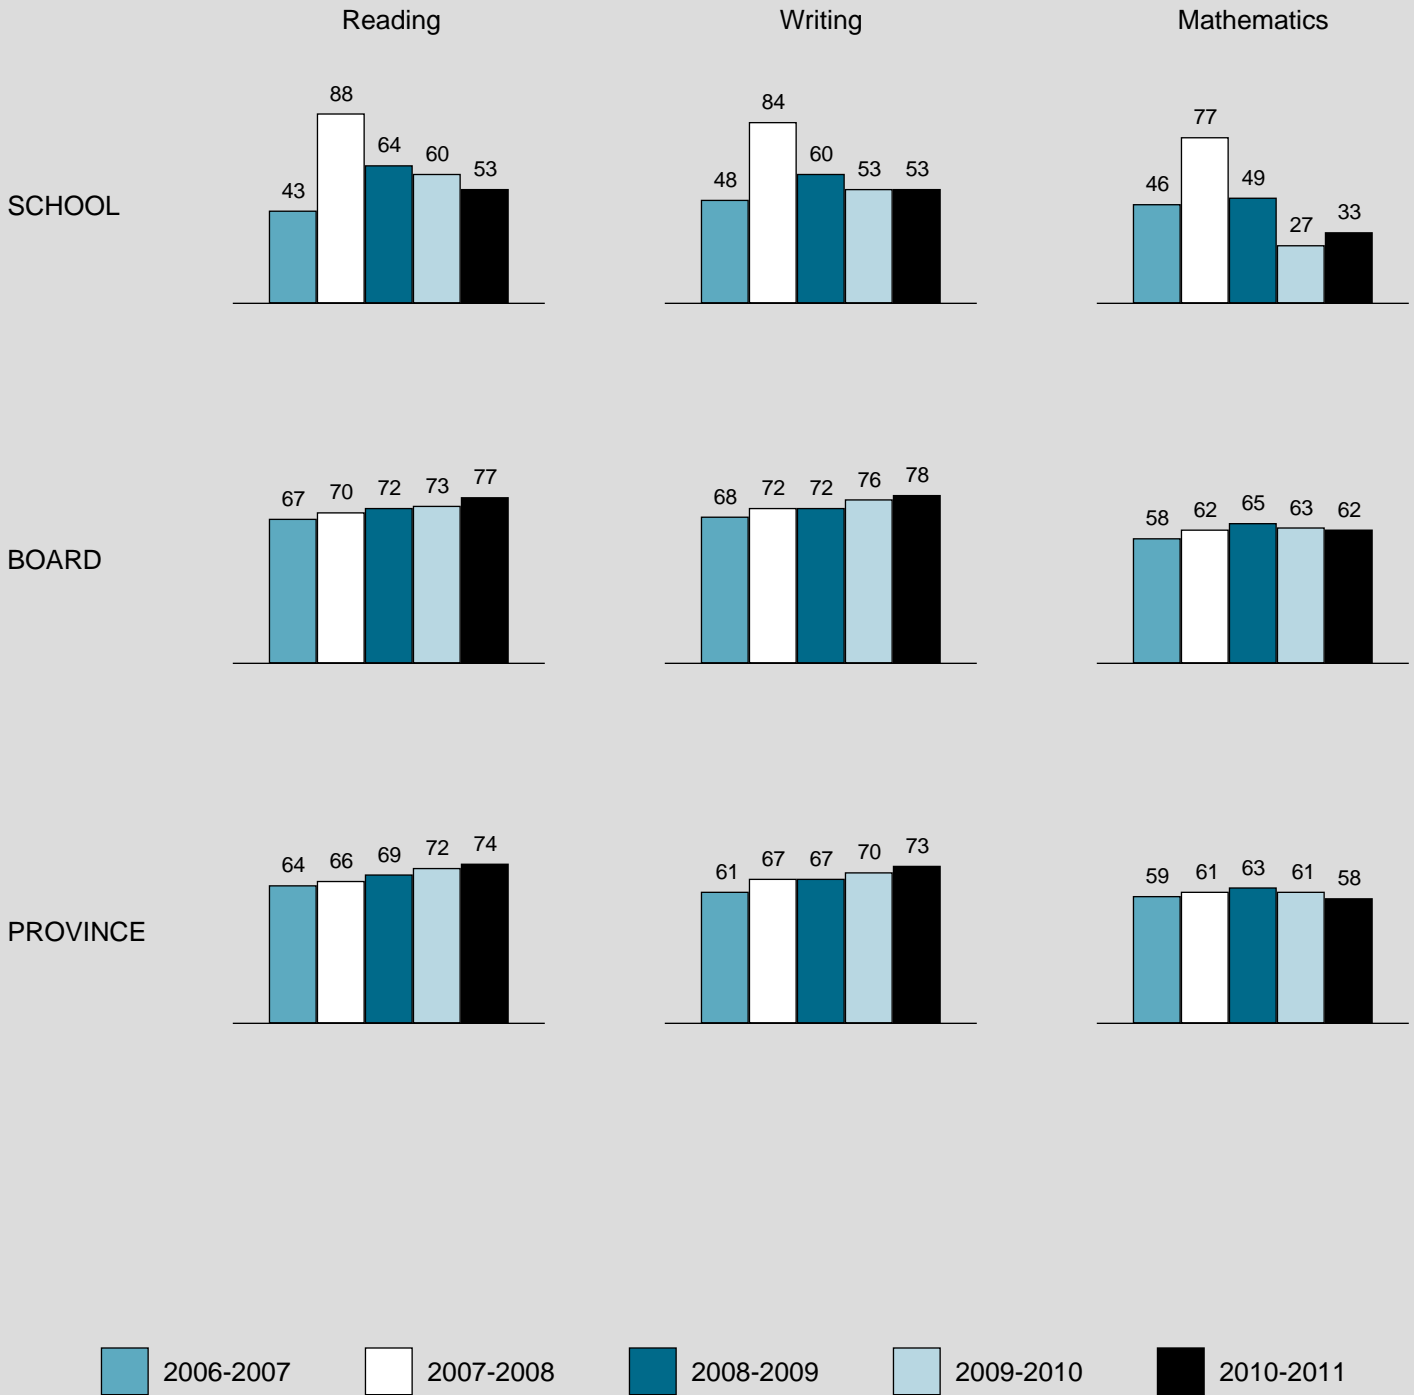 Reading Writing Mathematics
SCHOOL
43 88 64 60 53
48 84 60 53 53
46 77 49 27 33
BOARD
67 70 72 73 77
68 72 72 76 78
58 62 65 63 62
PROVINCE
64 66 69 72 74
61 67 67 70 73
59 61 63 61 58
2006-2007 2007-2008 2008-2009 2009-2010 2010-2011